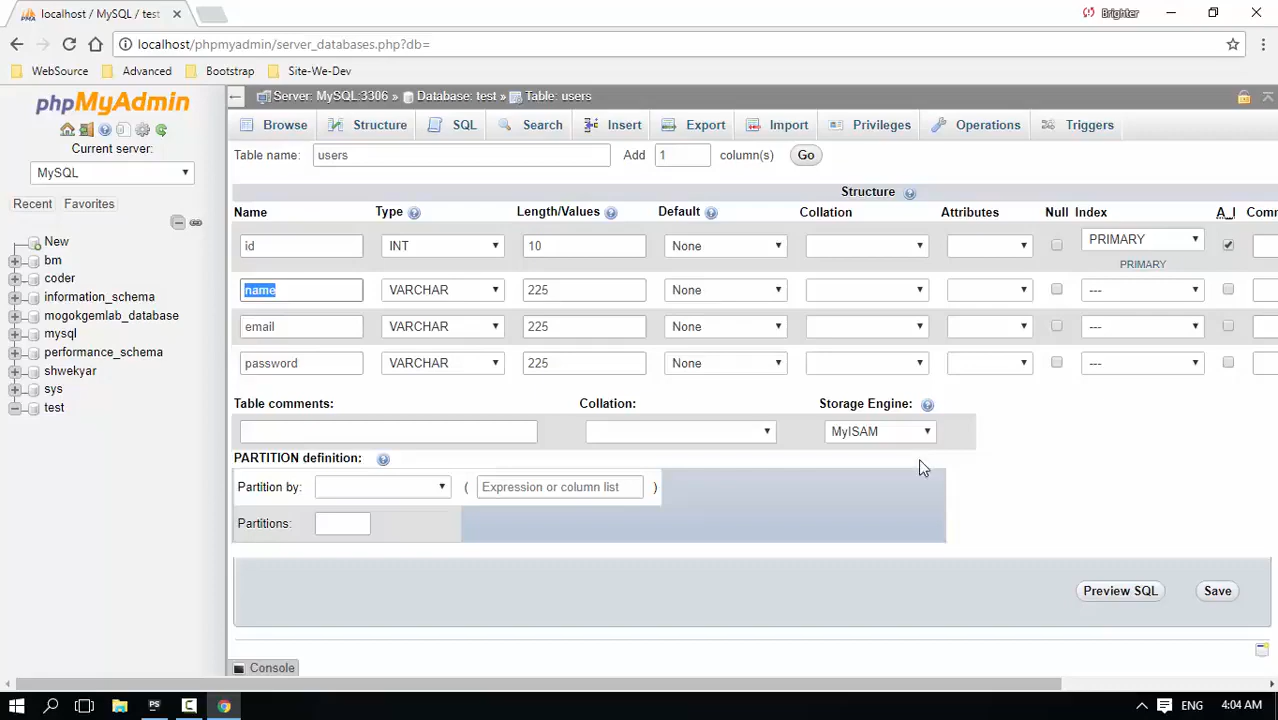 localhost / MySQL / test
Brighter
localhost/phpmyadmin/server_databases.php?db=
WebSource Advanced Bootstrap Site-We-Dev
phpMyAdmin
Current server:
MySQL
Recent Favorites
New
bm
coder
information_schema
mogokgemlab_database
mysql
performance_schema
shwekyar
sys
test
Server: MySQL:3306 » Database: test » Table: users
Browse Structure SQL Search Insert Export Import Privileges Operations Triggers
Table name: users Add 1 column(s) Go
Structure
Name Type Length/Values Default Collation Attributes Null Index A_I Comm
id INT 10 None PRIMARY
PRIMARY
name VARCHAR 225 None ---
email VARCHAR 225 None ---
password VARCHAR 225 None ---
Table comments: Collation: Storage Engine:
MyISAM
PARTITION definition:
Partition by: ( Expression or column list )
Partitions:
Preview SQL Save
Console
PS ENG 4:04 AM